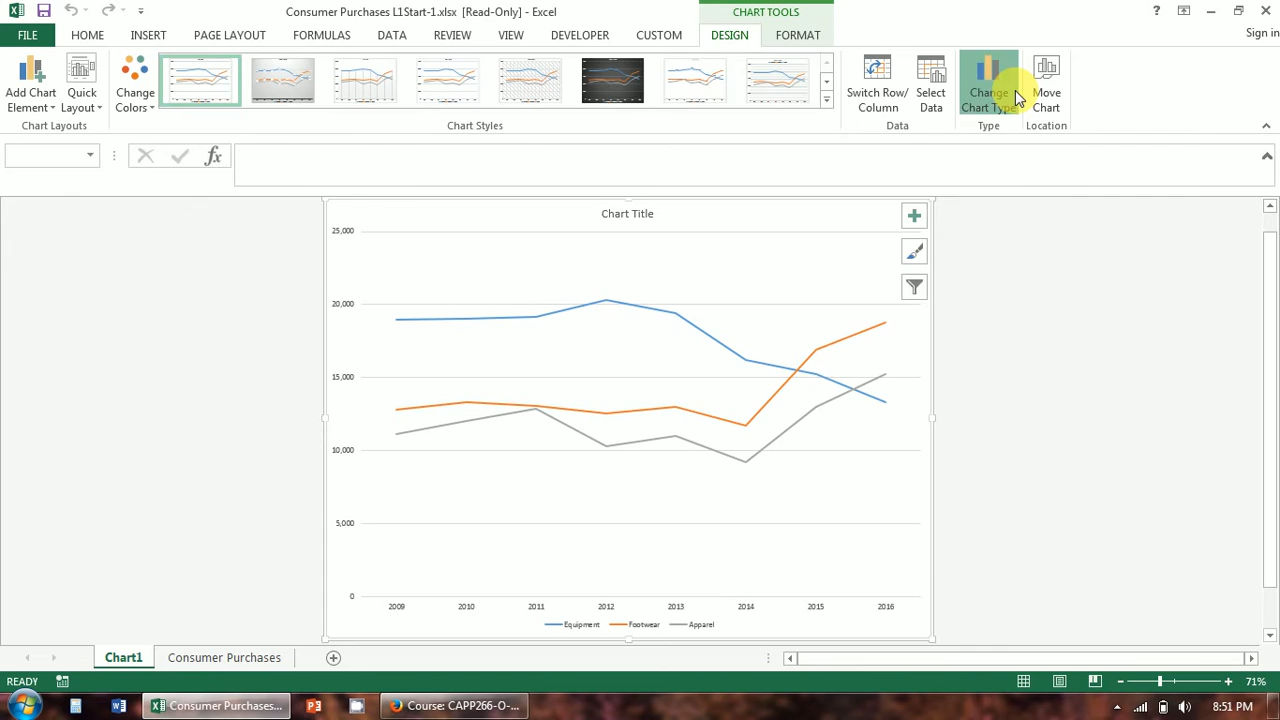 Consumer Purchases L1Start-1.xlsx [Read-Only] - Excel
CHART TOOLS
?
FILE HOME INSERT PAGE LAYOUT FORMULAS DATA REVIEW VIEW DEVELOPER CUSTOM DESIGN FORMAT
Sign in
Add Chart
Element
Quick
Layout
Change
Colors
Switch Row/
Column
Select
Data
Change
Chart Type
Move
Chart
Chart Layouts
Chart Styles
Data
Type
Location
fx
Chart Title
25,000
20,000
15,000
10,000
5,000
0
2009 2010 2011 2012 2013 2014 2015 2016
Equipment Footwear Apparel
Chart1 Consumer Purchases
READY
71%
Consumer Purchases...
Course: CAPP266-O-...
8:51 PM